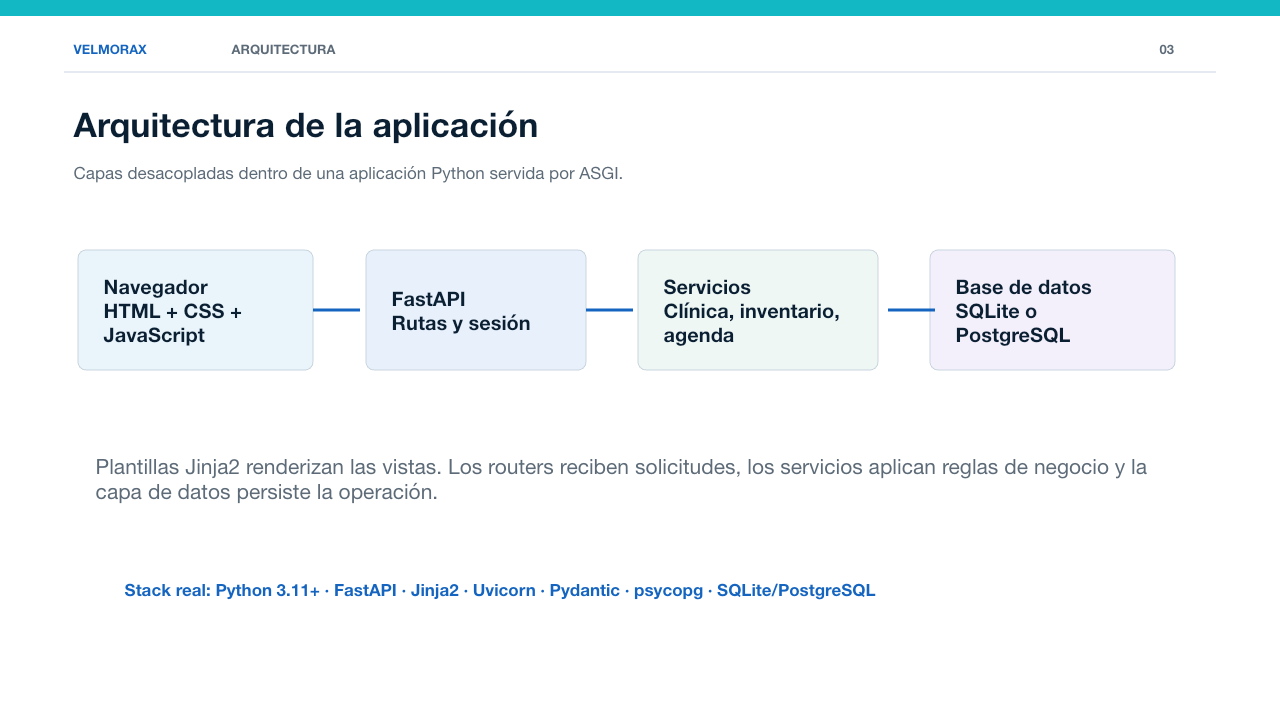 VELMORAX ARQUITECTURA 03
Arquitectura de la aplicación
Capas desacopladas dentro de una aplicación Python servida por ASGI.
Navegador
HTML + CSS +
JavaScript
FastAPI
Rutas y sesión
Servicios
Clínica, inventario,
agenda
Base de datos
SQLite o
PostgreSQL
Plantillas Jinja2 renderizan las vistas. Los routers reciben solicitudes, los servicios aplican reglas de negocio y la
capa de datos persiste la operación.
Stack real: Python 3.11+ · FastAPI · Jinja2 · Uvicorn · Pydantic · psycopg · SQLite/PostgreSQL